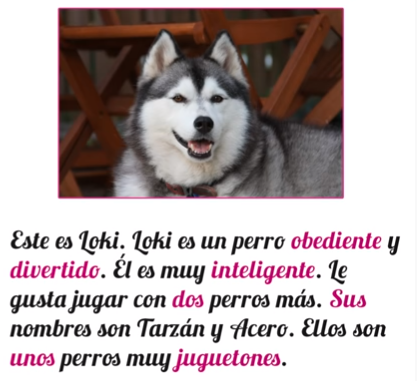 Este es Loki. Loki es un perro obediente y
divertido. Él es muy inteligente. Le
gusta jugar con dos perros más. Sus
nombres son Tarzán y Acero. Ellos son
unos perros muy juguetones.